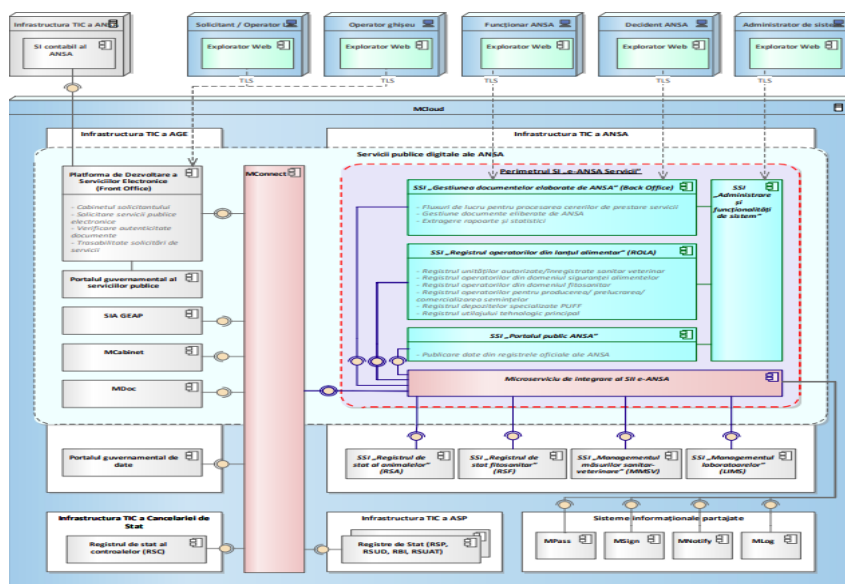 Infrastructura TIC a ANSA
SI contabil al
ANSA
Solicitant / Operator
Explorator Web
Operator ghișeu
Explorator Web
Funcționar ANSA
Explorator Web
Decident ANSA
Explorator Web
Administrator de sistem
Explorator Web
TLS
TLS
TLS
TLS
MCloud
Infrastructura TIC a AGE
Infrastructura TIC a ANSA
Servicii publice digitale ale ANSA
Platforma de Dezvoltare a
Serviciilor Electronice
(Front Office)
- Cabinetul solicitantului
- Solicitare servicii publice
electronice
- Verificare autenticitate
documente
- Trasabilitate solicitări de
servicii
Portalul guvernamental al
serviciilor publice
SIA GEAP
MCabinet
MDoc
Portalul guvernamental de
date
MConnect
Perimetrul SI „e-ANSA Servicii"
SSI „Gestiunea documentelor elaborate de ANSA" (Back Office)
- Fluxuri de lucru pentru procesarea cererilor de prestare servicii
- Gestiune documente eliberate de ANSA
- Extragere rapoarte și statistici
SSI
„Administrare
și
funcționalități
de sistem"
SSI „Registrul operatorilor din lanțul alimentar" (ROLA)
- Registrul unităților autorizate/înregistrate sanitar veterinar
- Registrul operatorilor din domeniul siguranței alimentelor
- Registrul operatorilor din domeniul fitosanitar
- Registrul operatorilor pentru producerea/ prelucrarea/
comercializarea semințelor
- Registrul depozitelor specializate PUFF
- Registrul utilajului tehnologic principal
SSI „Portalul public ANSA"
- Publicare date din registrele oficiale ale ANSA
Microserviciu de integrare al SII e-ANSA
SSI „Registrul de
stat al animalelor"
(RSA)
SSI „Registrul de
stat fitosanitar"
(RSF)
SSI „Managementul
măsurilor sanitar-
veterinare" (MMSV)
SSI „Managementul
laboratoarelor"
(LIMS)
Infrastructura TIC a Cancelariei de
Stat
Registrul de stat al
controalelor (RSC)
Infrastructura TIC a ASP
Registre de Stat (RSP,
RSUD, RBI, RSUAT)
Sisteme informaționale partajate
MPass
MSign
MNotify
MLog